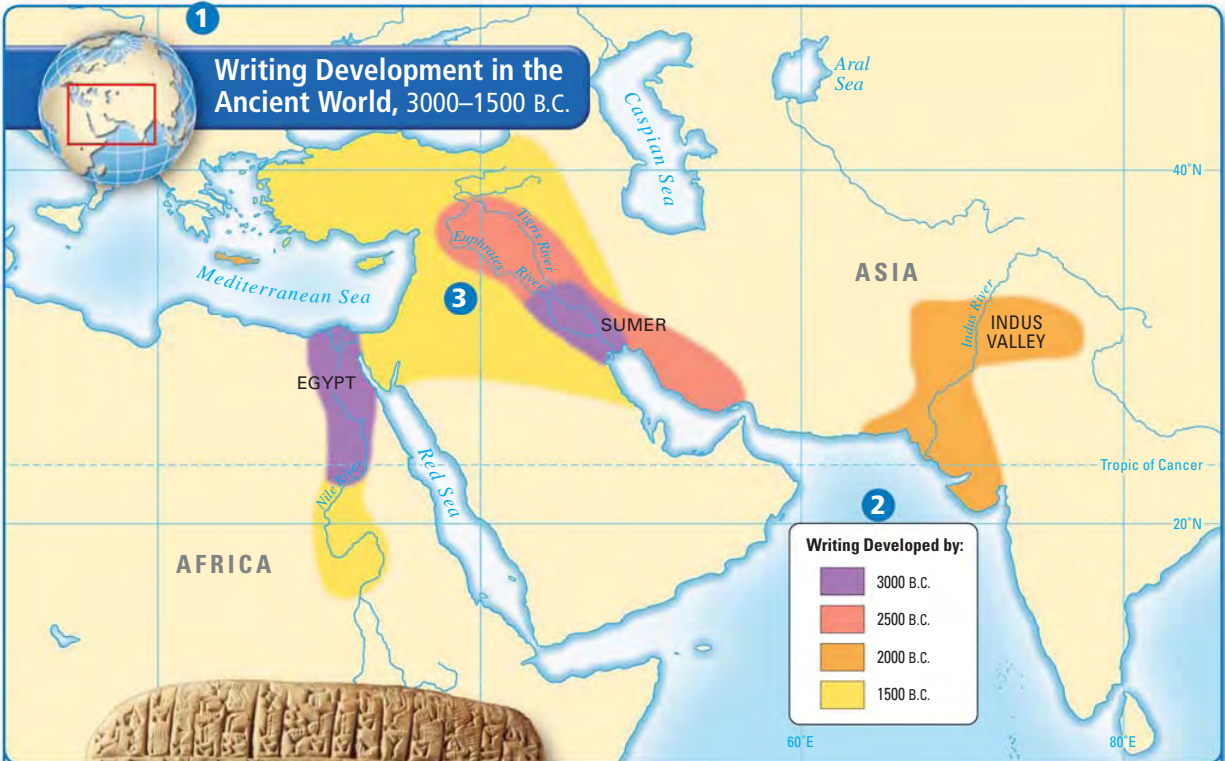 1
Writing Development in the
Ancient World, 3000–1500 B.C.
Aral
Sea
Caspian Sea
40°N
Tigris River
Euphrates
River
ASIA
Mediterranean Sea
3
Indus River
INDUS
VALLEY
SUMER
EGYPT
Red Sea
Tropic of Cancer
Nile River
2
20°N
AFRICA
Writing Developed by:
3000 B.C.
2500 B.C.
2000 B.C.
1500 B.C.
60°E
80°E